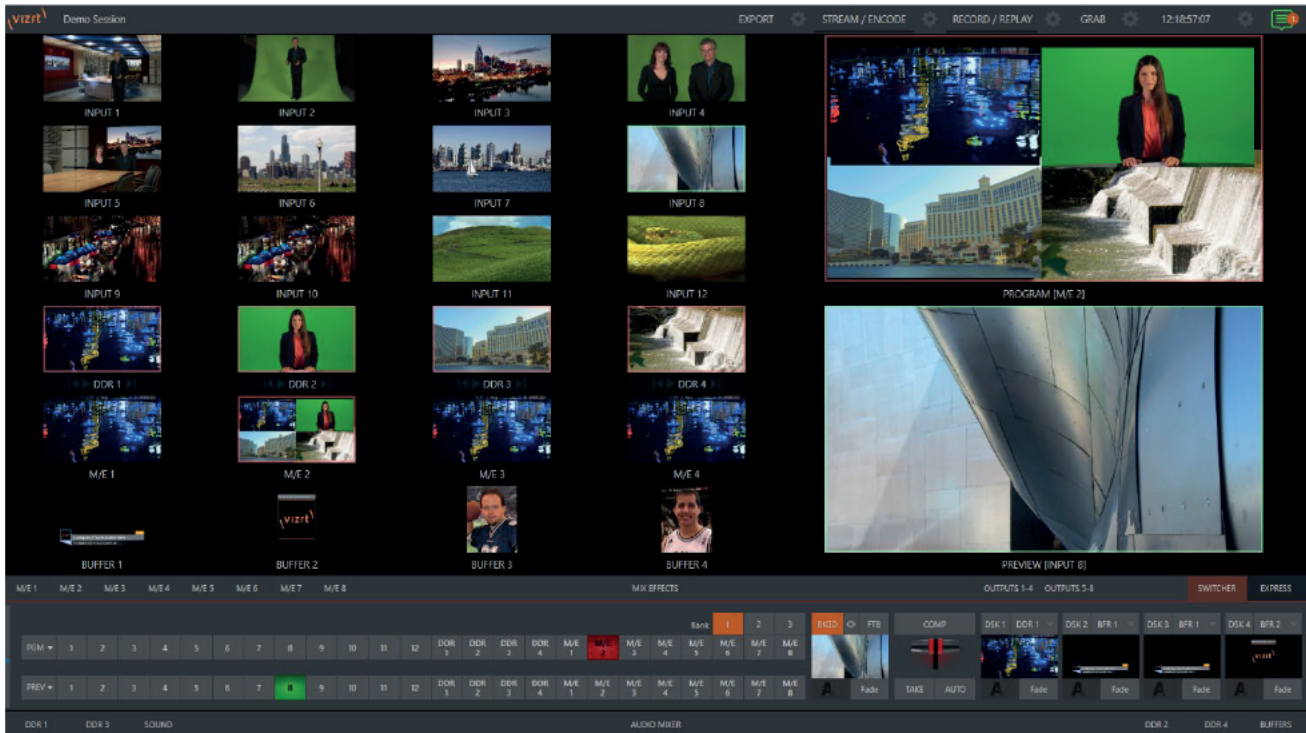 vizrt Demo Session EXPORT STREAM / ENCODE RECORD / REPLAY GRAB 12:18:57:07 1
INPUT 1 INPUT 2 INPUT 3 INPUT 4
INPUT 5 INPUT 6 INPUT 7 INPUT 8
INPUT 9 INPUT 10 INPUT 11 INPUT 12
PROGRAM [M/E 2]
DDR 1 DDR 2 DDR 3 DDR 4
M/E 1 M/E 2 M/E 3 M/E 4
vizrt
BUFFER 1 BUFFER 2 BUFFER 3 BUFFER 4
PREVIEW [INPUT 8]
M/E 1 M/E 2 M/E 3 M/E 4 M/E 5 M/E 6 M/E 7 M/E 8 MIX EFFECTS OUTPUTS 1-4 OUTPUTS 5-8 SWITCHER EXPRESS
Bank 1 2 3 BKGD FTB COMP DSK 1 DDR 1 DSK 2 BFR 1 DSK 3 BFR 1 DSK 4 BFR 2
PGM 1 2 3 4 5 6 7 8 9 10 11 12 DDR 1 DDR 2 DDR 3 DDR 4 M/E 1 M/E 2 M/E 3 M/E 4 M/E 5 M/E 6 M/E 7 M/E 8
vizrt
PREV 1 2 3 4 5 6 7 8 9 10 11 12 DDR 1 DDR 2 DDR 3 DDR 4 M/E 1 M/E 2 M/E 3 M/E 4 M/E 5 M/E 6 M/E 7 M/E 8 A Fade TAKE AUTO A Fade A Fade A Fade A Fade
DDR 1 DDR 3 SOUND AUDIO MIXER DDR 2 DDR 4 BUFFERS